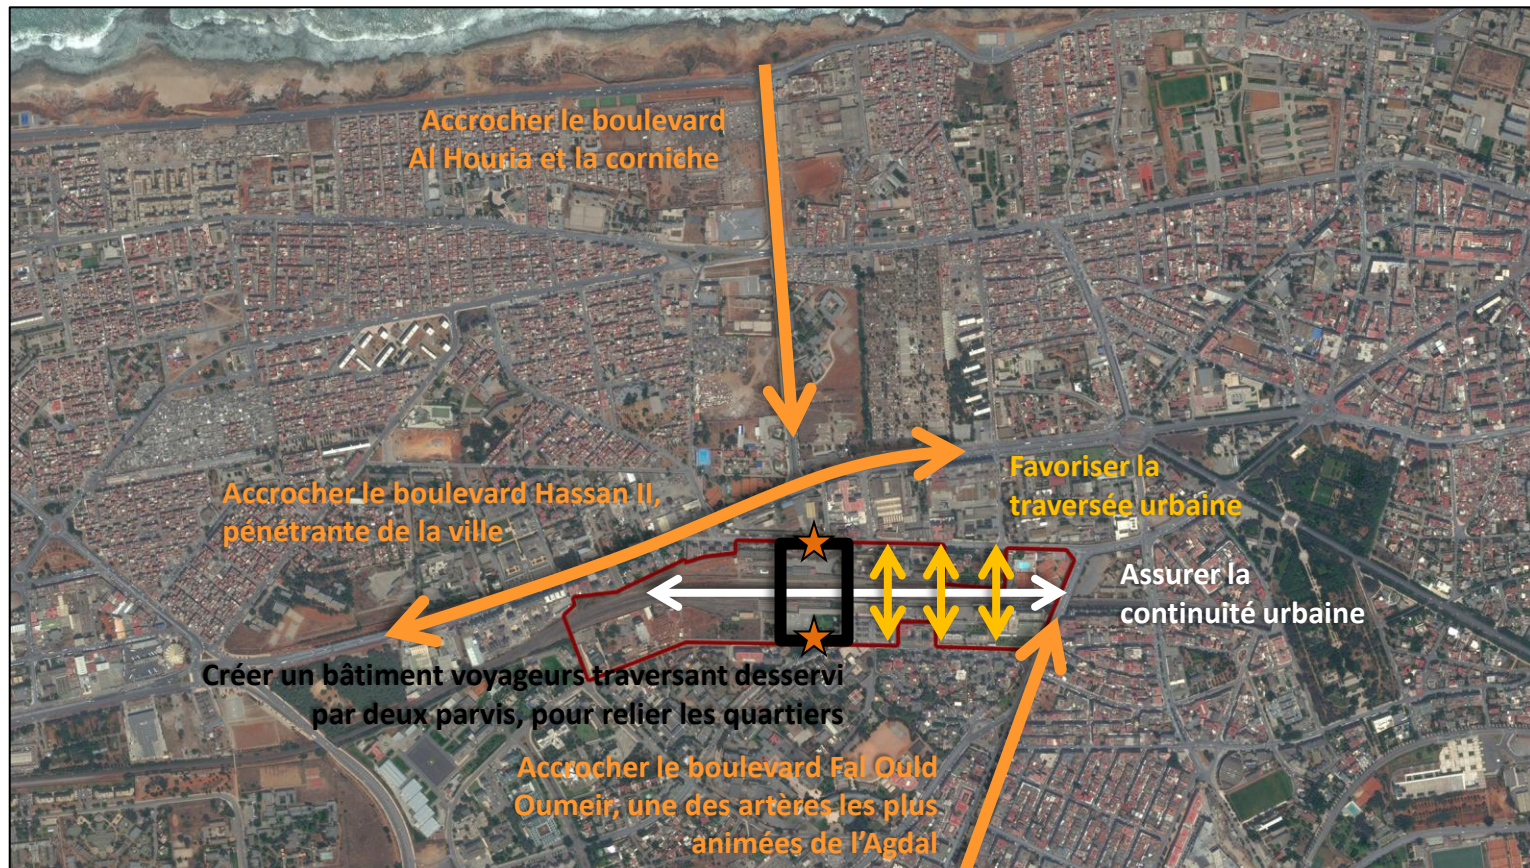 Accrocher le boulevard
Al Houria et la corniche
Accrocher le boulevard Hassan II,
pénétrante de la ville
Favoriser la
traversée urbaine
Assurer la
continuité urbaine
Créer un bâtiment voyageurs traversant desservi
par deux parvis, pour relier les quartiers
Accrocher le boulevard Fal Ould
Oumeir, une des artères les plus
animées de l’Agdal